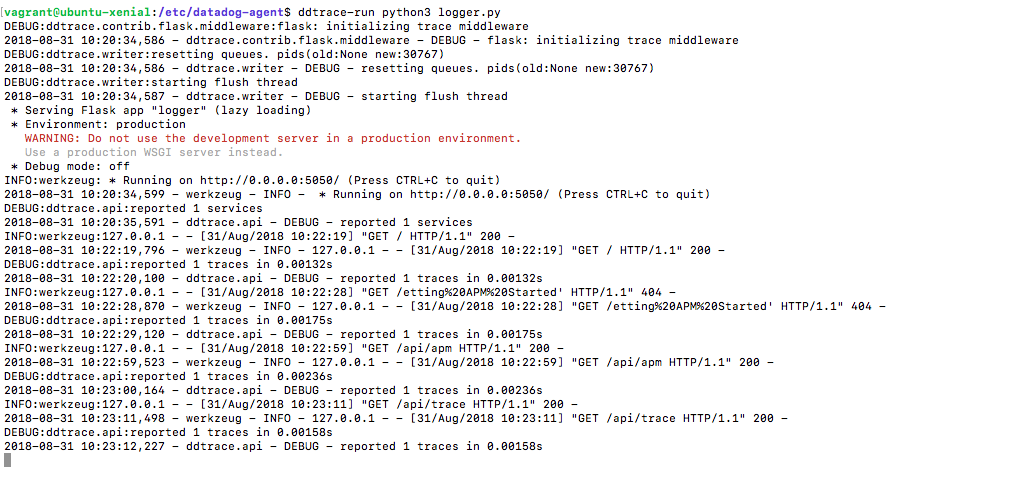 [vagrant@ubuntu-xenial:/etc/datadog-agent$ ddtrace-run python3 logger.py
DEBUG:ddtrace.contrib.flask.middleware:flask: initializing trace middleware
2018-08-31 10:20:34,586 - ddtrace.contrib.flask.middleware - DEBUG - flask: initializing trace middleware
DEBUG:ddtrace.writer:resetting queues. pids(old:None new:30767)
2018-08-31 10:20:34,586 - ddtrace.writer - DEBUG - resetting queues. pids(old:None new:30767)
DEBUG:ddtrace.writer:starting flush thread
2018-08-31 10:20:34,587 - ddtrace.writer - DEBUG - starting flush thread
 * Serving Flask app "logger" (lazy loading)
 * Environment: production
   WARNING: Do not use the development server in a production environment.
   Use a production WSGI server instead.
 * Debug mode: off
INFO:werkzeug: * Running on http://0.0.0.0:5050/ (Press CTRL+C to quit)
2018-08-31 10:20:34,599 - werkzeug - INFO -  * Running on http://0.0.0.0:5050/ (Press CTRL+C to quit)
DEBUG:ddtrace.api:reported 1 services
2018-08-31 10:20:35,591 - ddtrace.api - DEBUG - reported 1 services
INFO:werkzeug:127.0.0.1 - - [31/Aug/2018 10:22:19] "GET / HTTP/1.1" 200 -
2018-08-31 10:22:19,796 - werkzeug - INFO - 127.0.0.1 - - [31/Aug/2018 10:22:19] "GET / HTTP/1.1" 200 -
DEBUG:ddtrace.api:reported 1 traces in 0.00132s
2018-08-31 10:22:20,100 - ddtrace.api - DEBUG - reported 1 traces in 0.00132s
INFO:werkzeug:127.0.0.1 - - [31/Aug/2018 10:22:28] "GET /etting%20APM%20Started' HTTP/1.1" 404 -
2018-08-31 10:22:28,870 - werkzeug - INFO - 127.0.0.1 - - [31/Aug/2018 10:22:28] "GET /etting%20APM%20Started' HTTP/1.1" 404 -
DEBUG:ddtrace.api:reported 1 traces in 0.00175s
2018-08-31 10:22:29,120 - ddtrace.api - DEBUG - reported 1 traces in 0.00175s
INFO:werkzeug:127.0.0.1 - - [31/Aug/2018 10:22:59] "GET /api/apm HTTP/1.1" 200 -
2018-08-31 10:22:59,523 - werkzeug - INFO - 127.0.0.1 - - [31/Aug/2018 10:22:59] "GET /api/apm HTTP/1.1" 200 -
DEBUG:ddtrace.api:reported 1 traces in 0.00236s
2018-08-31 10:23:00,164 - ddtrace.api - DEBUG - reported 1 traces in 0.00236s
INFO:werkzeug:127.0.0.1 - - [31/Aug/2018 10:23:11] "GET /api/trace HTTP/1.1" 200 -
2018-08-31 10:23:11,498 - werkzeug - INFO - 127.0.0.1 - - [31/Aug/2018 10:23:11] "GET /api/trace HTTP/1.1" 200 -
DEBUG:ddtrace.api:reported 1 traces in 0.00158s
2018-08-31 10:23:12,227 - ddtrace.api - DEBUG - reported 1 traces in 0.00158s